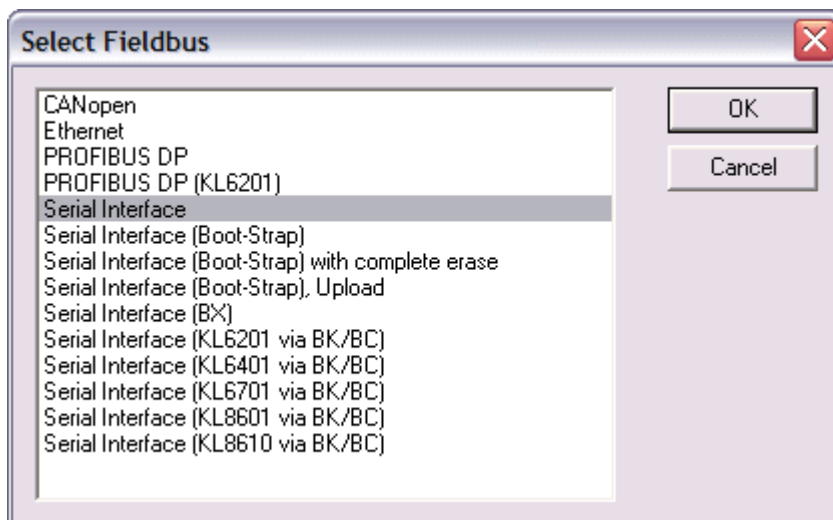 Select Fieldbus
CANopen
Ethernet
PROFIBUS DP
PROFIBUS DP (KL6201)
Serial Interface
Serial Interface (Boot-Strap)
Serial Interface (Boot-Strap) with complete erase
Serial Interface (Boot-Strap), Upload
Serial Interface (BX)
Serial Interface (KL6201 via BK/BC)
Serial Interface (KL6401 via BK/BC)
Serial Interface (KL6701 via BK/BC)
Serial Interface (KL8601 via BK/BC)
Serial Interface (KL8610 via BK/BC)
OK
Cancel